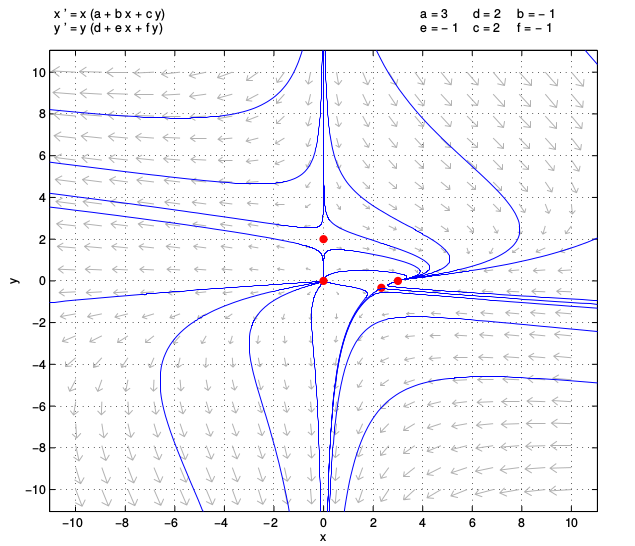 x ' = x (a + b x + c y)
y ' = y (d + e x + f y)
a = 3 d = 2 b = − 1
e = − 1 c = 2 f = − 1
10
8
6
4
2
0
−2
−4
−6
−8
−10
y
−10 −8 −6 −4 −2 0 2 4 6 8 10
x